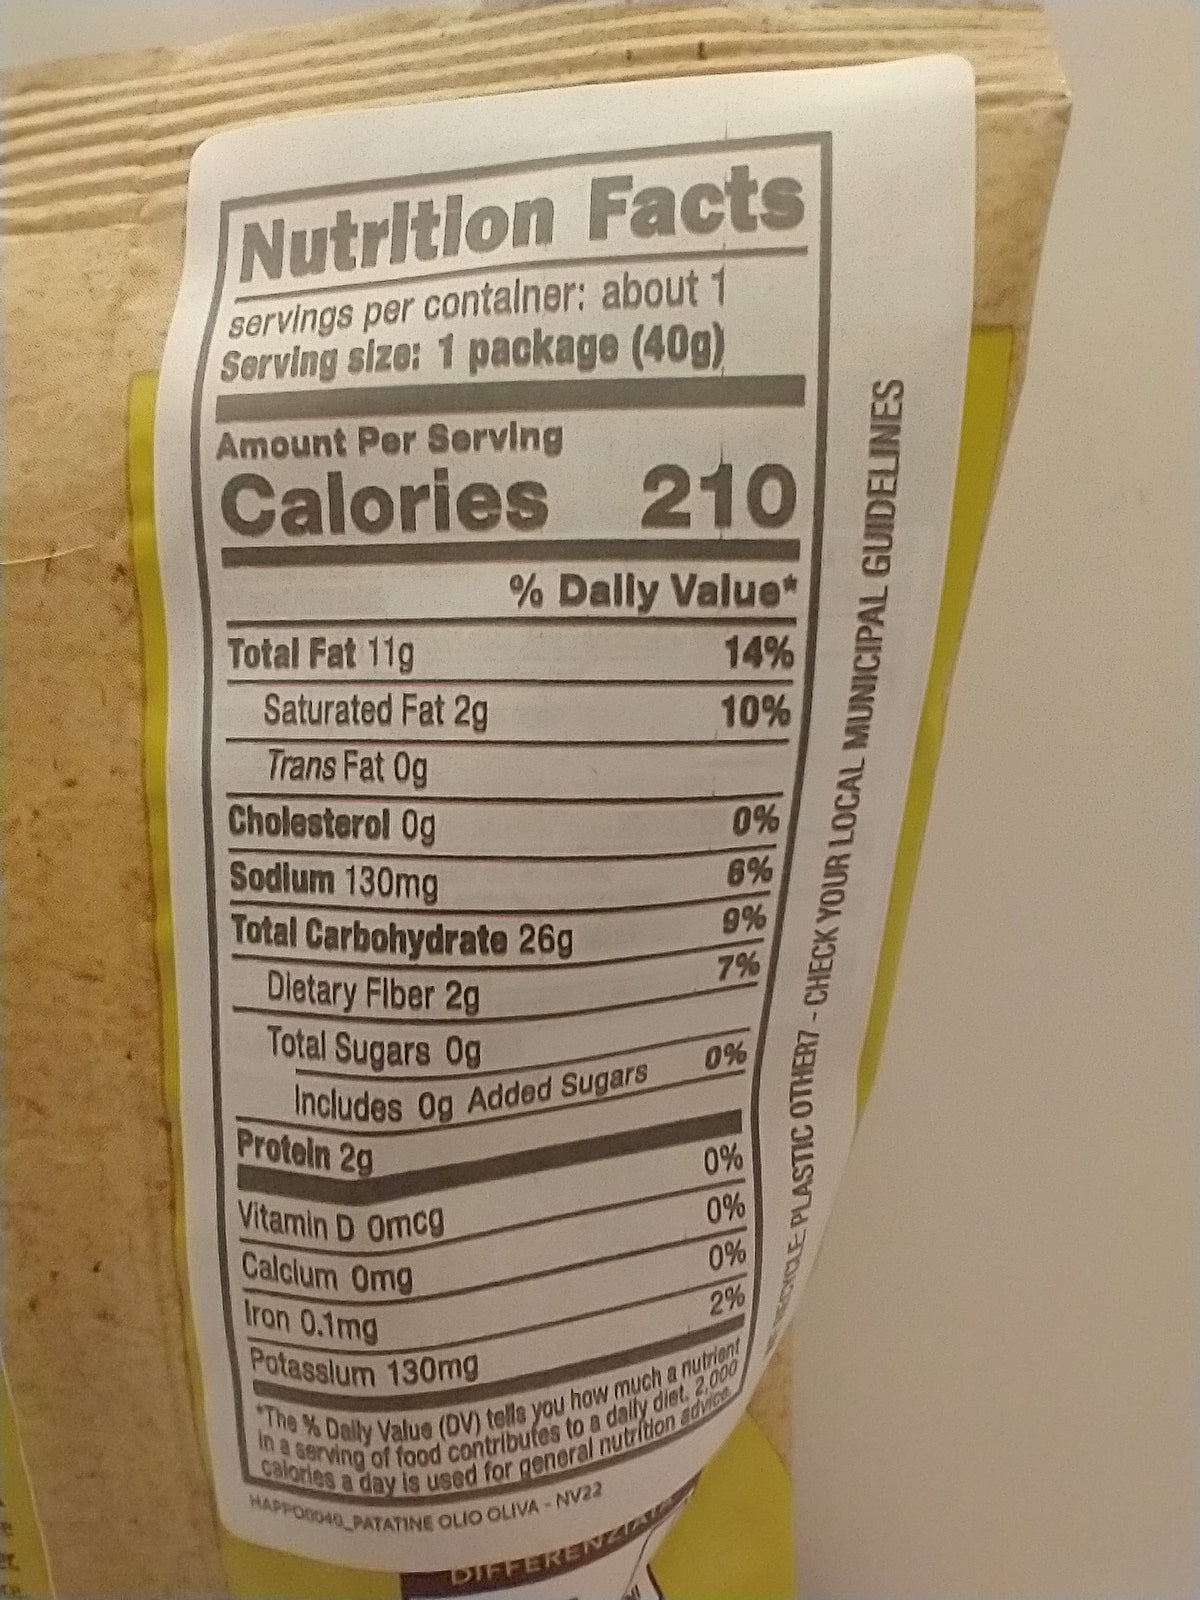 Nutrition Facts
servings per container: about 1
Serving size: 1 package (40g)
Amount Per Serving
Calories 210
% Daily Value*
Total Fat 11g 14%
Saturated Fat 2g 10%
Trans Fat 0g
Cholesterol 0g 0%
Sodium 130mg 6%
Total Carbohydrate 26g 9%
Dietary Fiber 2g 7%
Total Sugars 0g
Includes 0g Added Sugars 0%
Protein 2g
Vitamin D 0mcg 0%
Calcium 0mg 0%
Iron 0.1mg 0%
Potassium 130mg 2%
*The % Daily Value (DV) tells you how much a nutrient
in a serving of food contributes to a daily diet. 2,000
calories a day is used for general nutrition advice.
PATATINE OLIO OLIVA - NV22
RECYCLE: PLASTIC OTHER7 - CHECK YOUR LOCAL MUNICIPAL GUIDELINES